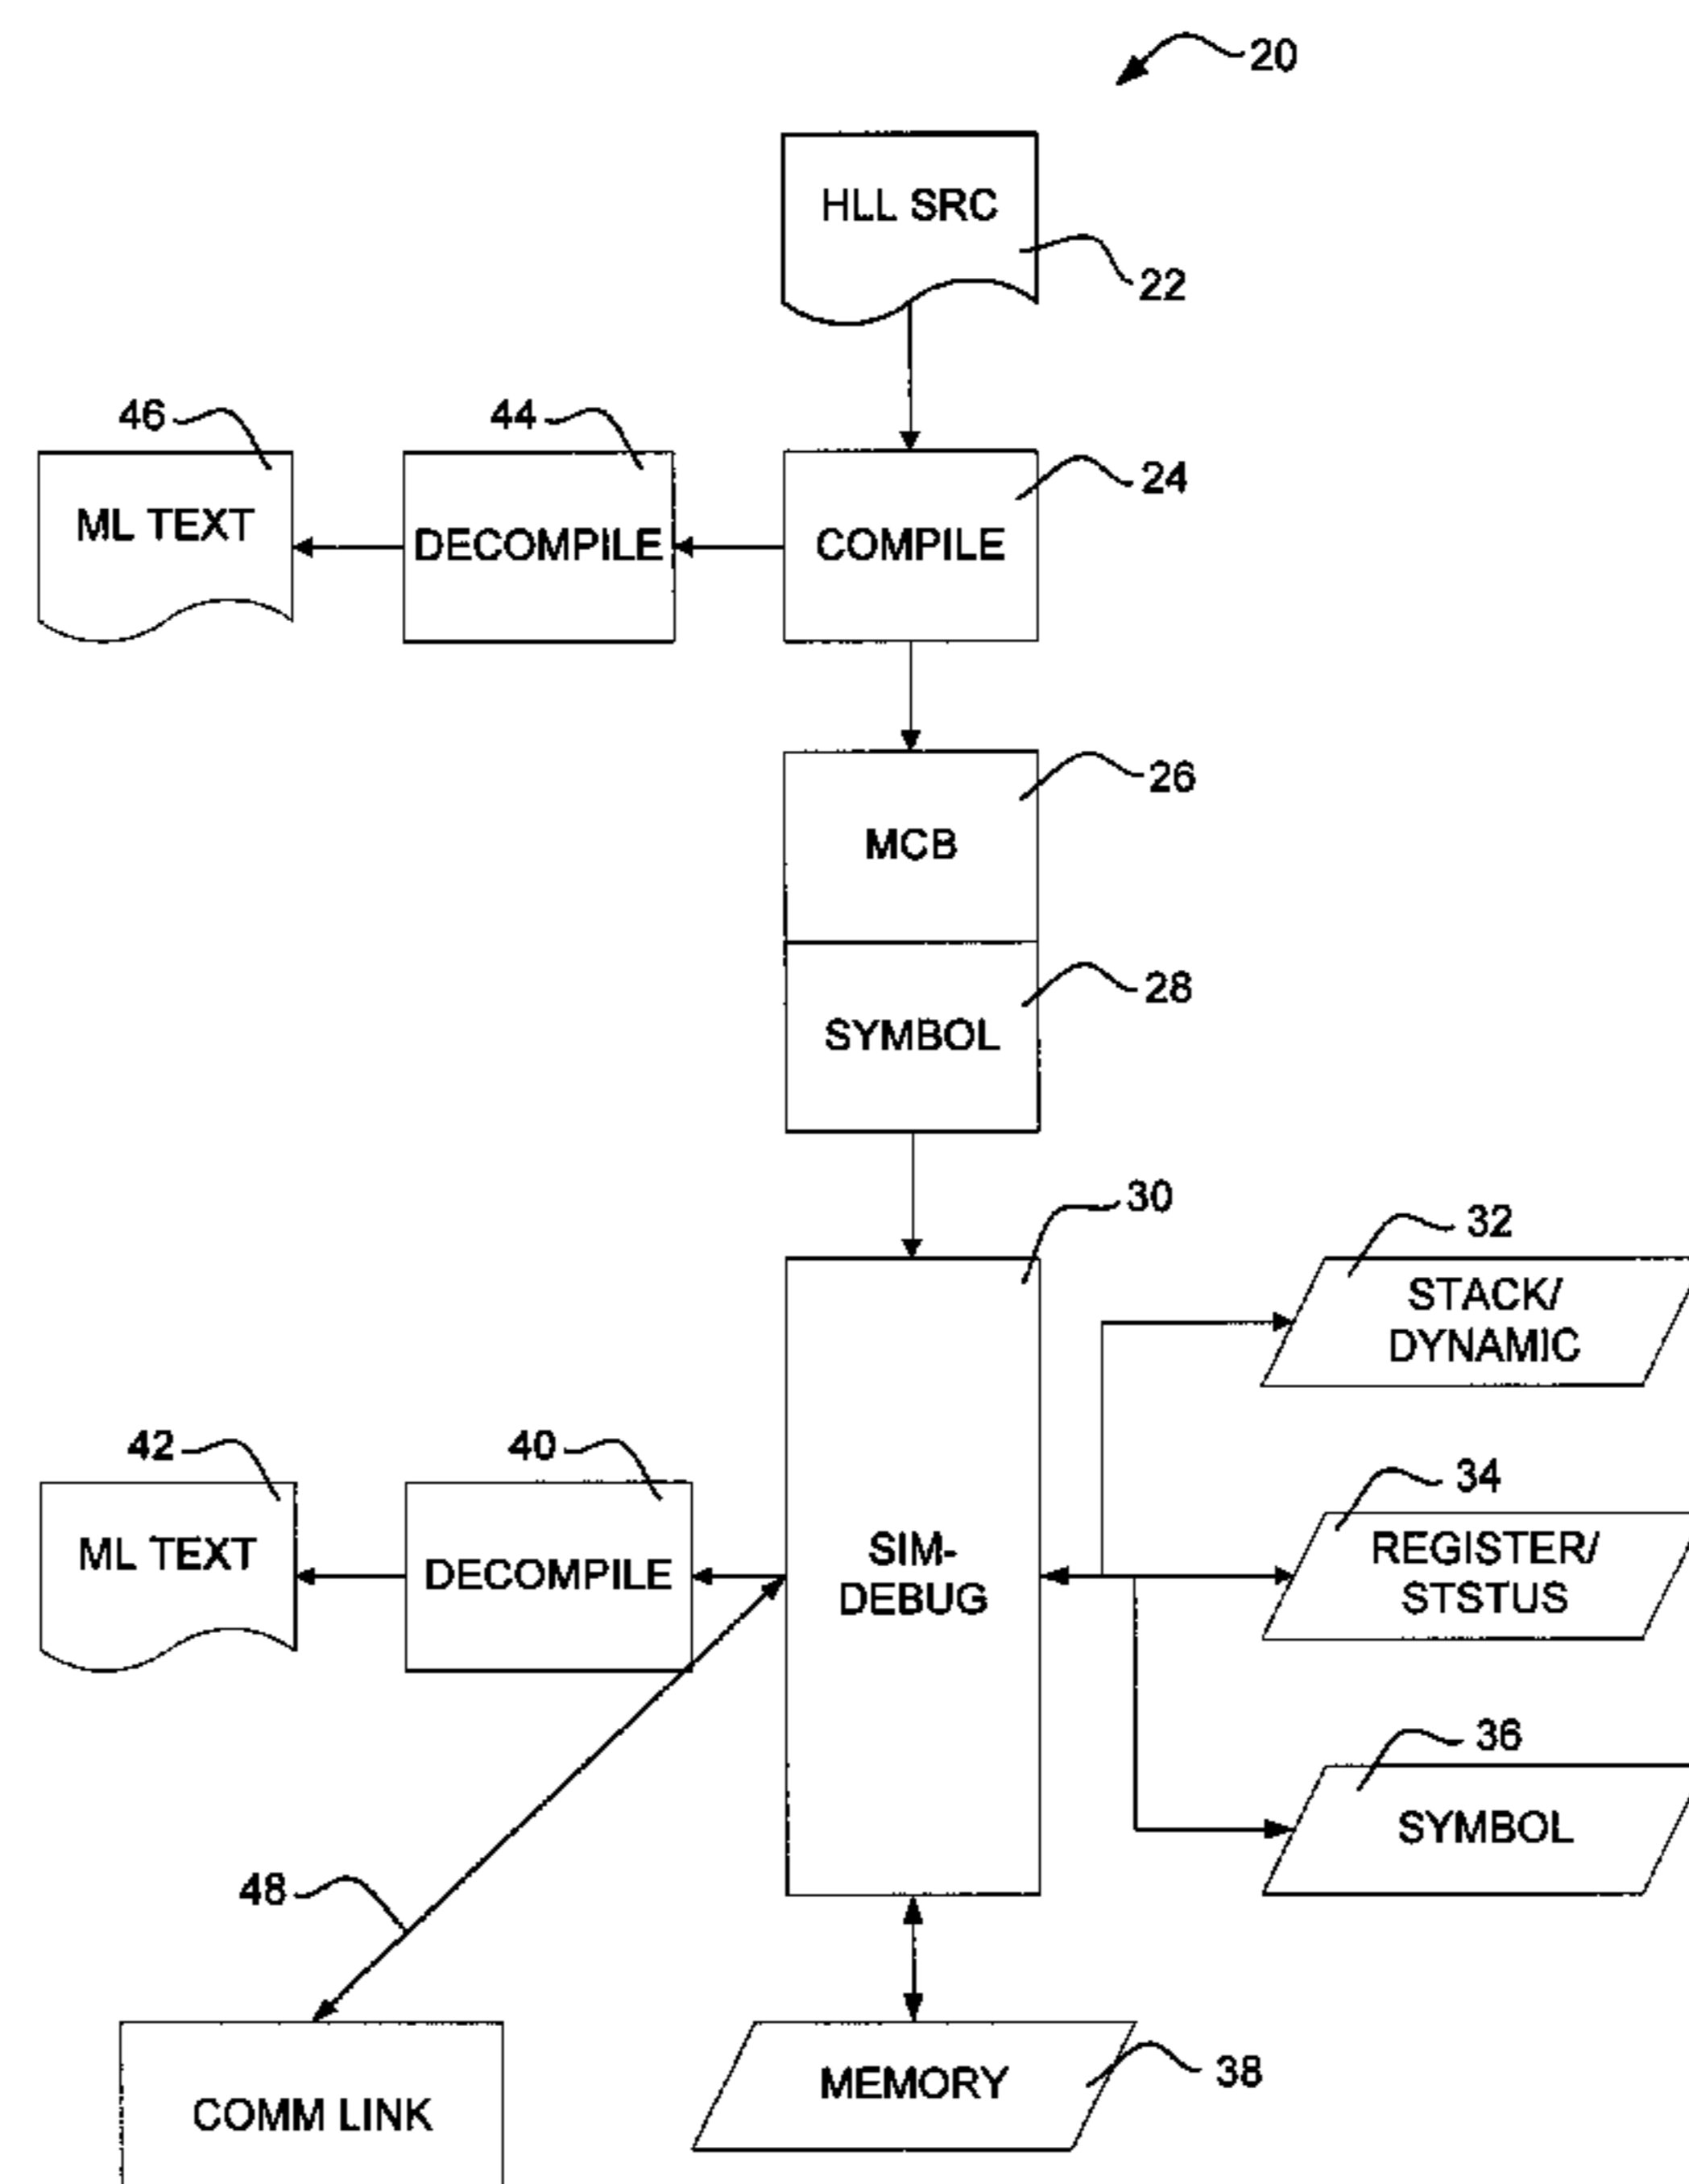 20
HLL SRC
22
46
44
24
ML TEXT
DECOMPILE
COMPILE
26
MCB
28
SYMBOL
30
32
STACK/
DYNAMIC
42
40
34
ML TEXT
DECOMPILE
SIM-
DEBUG
REGISTER/
STSTUS
36
SYMBOL
48
38
MEMORY
COMM LINK